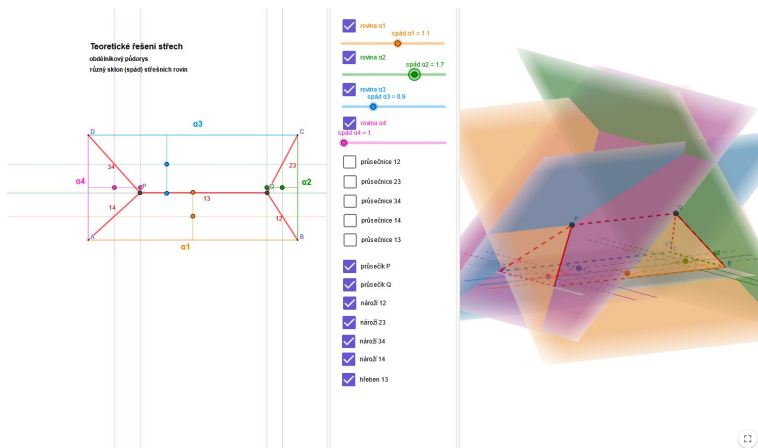 Teoretické řešení střech
obdélníkový půdorys
různý sklon (spád) střešních rovin
α3
D
C
34
23
α4
P
Q
α2
13
14
12
A
B
α1
rovina α1
spád α1 = 1.1
rovina α2
spád α2 = 1.7
rovina α3
spád α3 = 0.9
rovina α4
spád α4 = 1
průsečnice 12
průsečnice 23
průsečnice 34
průsečnice 14
průsečnice 13
průsečík P
průsečík Q
nároží 12
nároží 23
nároží 34
nároží 14
hřeben 13
P
Q
α2
B